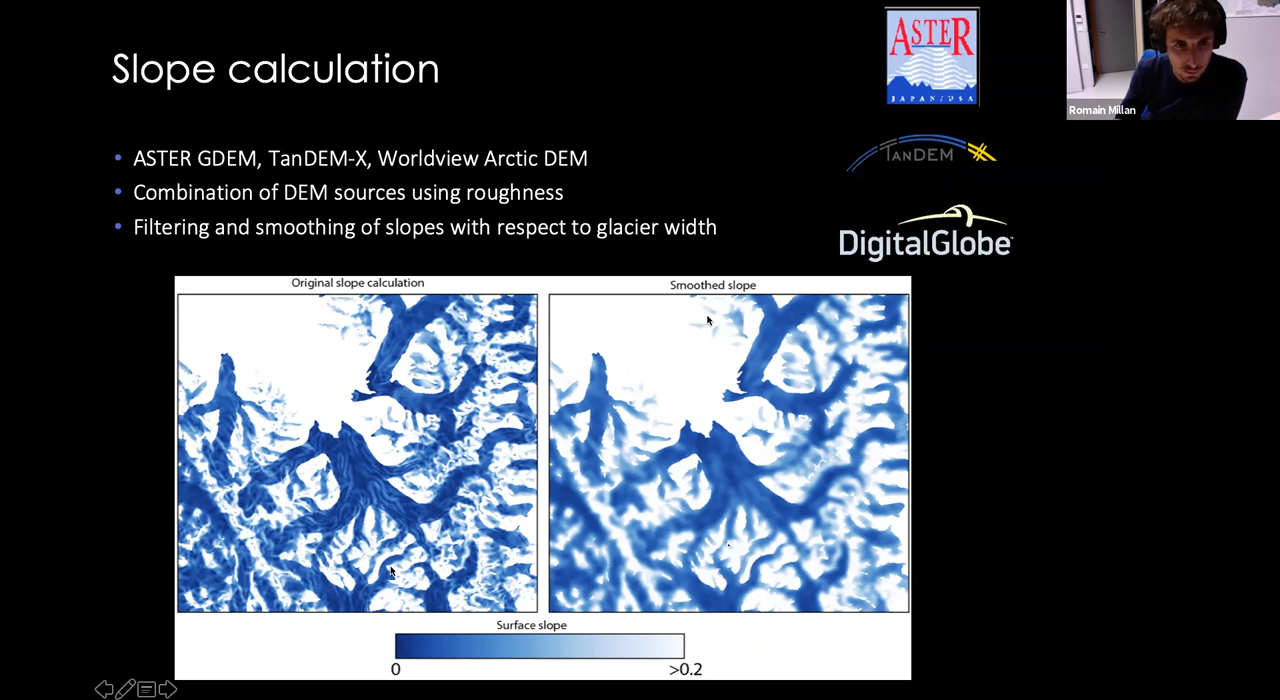 Slope calculation
ASTER
JAPAN/USA
Romain Millan
• ASTER GDEM, TanDEM-X, Worldview Arctic DEM
• Combination of DEM sources using roughness
• Filtering and smoothing of slopes with respect to glacier width
TANDEM
DigitalGlobe
Original slope calculation
Smoothed slope
Surface slope
0
>0.2